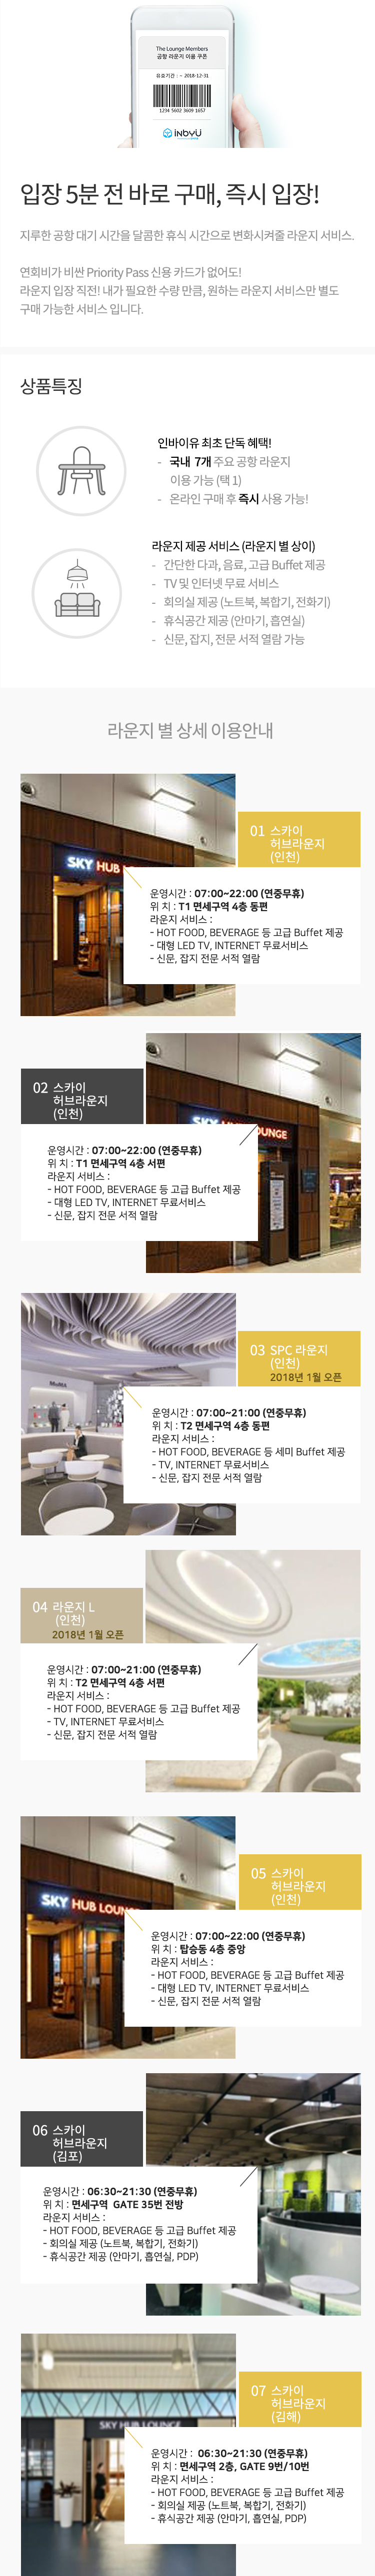 The Lounge Members
공항 라운지 이용 쿠폰
유효기간 : ~ 2018-12-31
1234 5602 3809 1657
INBYU
입장 5분 전 바로 구매, 즉시 입장!
지루한 공항 대기 시간을 달콤한 휴식 시간으로 변화시켜줄 라운지 서비스.
연회비가 비싼 Priority Pass 신용 카드가 없어도!
라운지 입장 직전! 내가 필요한 수량 만큼, 원하는 라운지 서비스만 별도
구매 가능한 서비스 입니다.
상품특징
인바이유 최초 단독 혜택!
- 국내 7개 주요 공항 라운지
이용 가능 (택 1)
- 온라인 구매 후 즉시 사용 가능!
라운지 제공 서비스 (라운지 별 상이)
- 간단한 다과, 음료, 고급 Buffet 제공
- TV 및 인터넷 무료 서비스
- 회의실 제공 (노트북, 복합기, 전화기)
- 휴식공간 제공 (안마기, 흡연실)
- 신문, 잡지, 전문 서적 열람 가능
라운지 별 상세 이용안내
SKY HUB
01 스카이
허브라운지
(인천)
운영시간 : 07:00~22:00 (연중무휴)
위 치 : T1 면세구역 4층 동편
라운지 서비스 :
- HOT FOOD, BEVERAGE 등 고급 Buffet 제공
- 대형 LED TV, INTERNET 무료서비스
- 신문, 잡지 전문 서적 열람
02 스카이
허브라운지
(인천)
운영시간 : 07:00~22:00 (연중무휴)
위 치 : T1 면세구역 4층 서편
라운지 서비스 :
- HOT FOOD, BEVERAGE 등 고급 Buffet 제공
- 대형 LED TV, INTERNET 무료서비스
- 신문, 잡지 전문 서적 열람
03 SPC 라운지
(인천)
2018년 1월 오픈
운영시간 : 07:00~21:00 (연중무휴)
위 치 : T2 면세구역 4층 동편
라운지 서비스 :
- HOT FOOD, BEVERAGE 등 세미 Buffet 제공
- TV, INTERNET 무료서비스
- 신문, 잡지 전문 서적 열람
04 라운지 L
(인천)
2018년 1월 오픈
운영시간 : 07:00~21:00 (연중무휴)
위 치 : T2 면세구역 4층 서편
라운지 서비스 :
- HOT FOOD, BEVERAGE 등 고급 Buffet 제공
- TV, INTERNET 무료서비스
- 신문, 잡지 전문 서적 열람
SKY HUB LOUNGE
05 스카이
허브라운지
(인천)
운영시간 : 07:00~22:00 (연중무휴)
위 치 : 탑승동 4층 중앙
라운지 서비스 :
- HOT FOOD, BEVERAGE 등 고급 Buffet 제공
- 대형 LED TV, INTERNET 무료서비스
- 신문, 잡지 전문 서적 열람
06 스카이
허브라운지
(김포)
운영시간 : 06:30~21:30 (연중무휴)
위 치 : 면세구역 GATE 35번 전방
라운지 서비스 :
- HOT FOOD, BEVERAGE 등 고급 Buffet 제공
- 회의실 제공 (노트북, 복합기, 전화기)
- 휴식공간 제공 (안마기, 흡연실, PDP)
SKY HUB LOUNGE
07 스카이
허브라운지
(김해)
운영시간 : 06:30~21:30 (연중무휴)
위 치 : 면세구역 2층, GATE 9번/10번
라운지 서비스 :
- HOT FOOD, BEVERAGE 등 고급 Buffet 제공
- 회의실 제공 (노트북, 복합기, 전화기)
- 휴식공간 제공 (안마기, 흡연실, PDP)